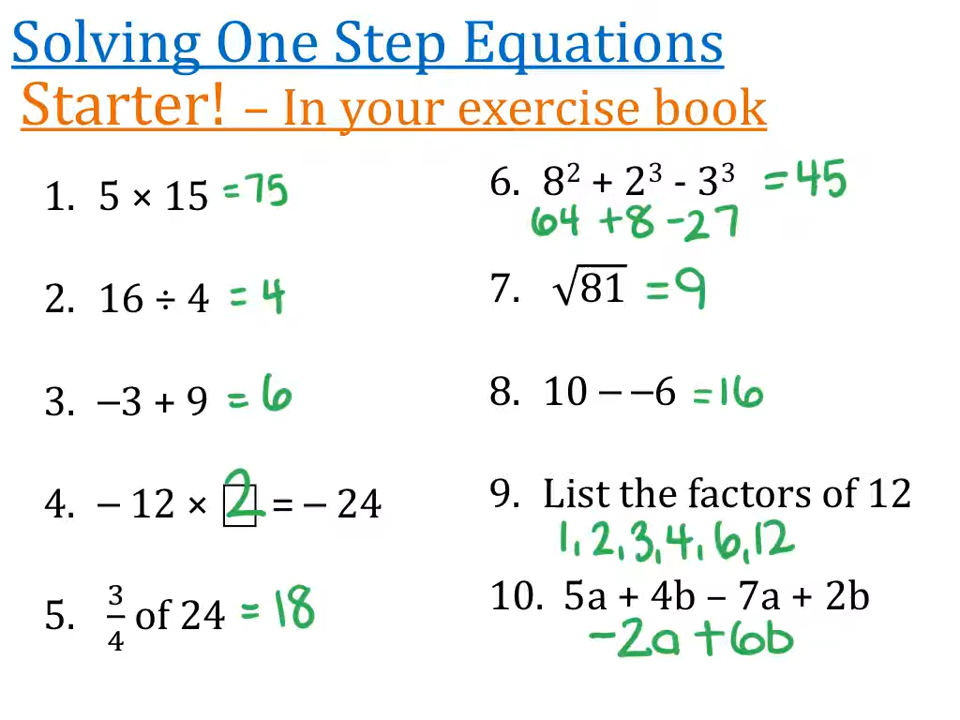 Solving One Step Equations
Starter! – In your exercise book
1. 5 × 15 = 75
2. 16 ÷ 4 = 4
3. –3 + 9 = 6
4. – 12 × 2 = – 24
5. 3/4 of 24 = 18
6. 8² + 2³ - 3³ = 45
64 + 8 - 27
7. √81 = 9
8. 10 – –6 = 16
9. List the factors of 12
1, 2, 3, 4, 6, 12
10. 5a + 4b – 7a + 2b
-2a + 6b